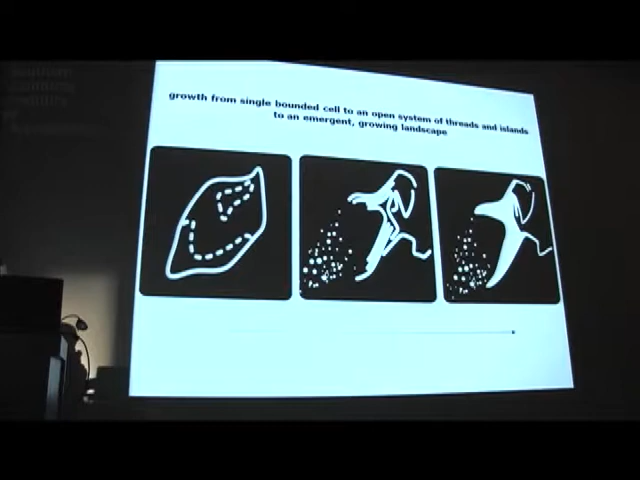 growth from single bounded cell to an open system of threads and islands
to an emergent, growing landscape